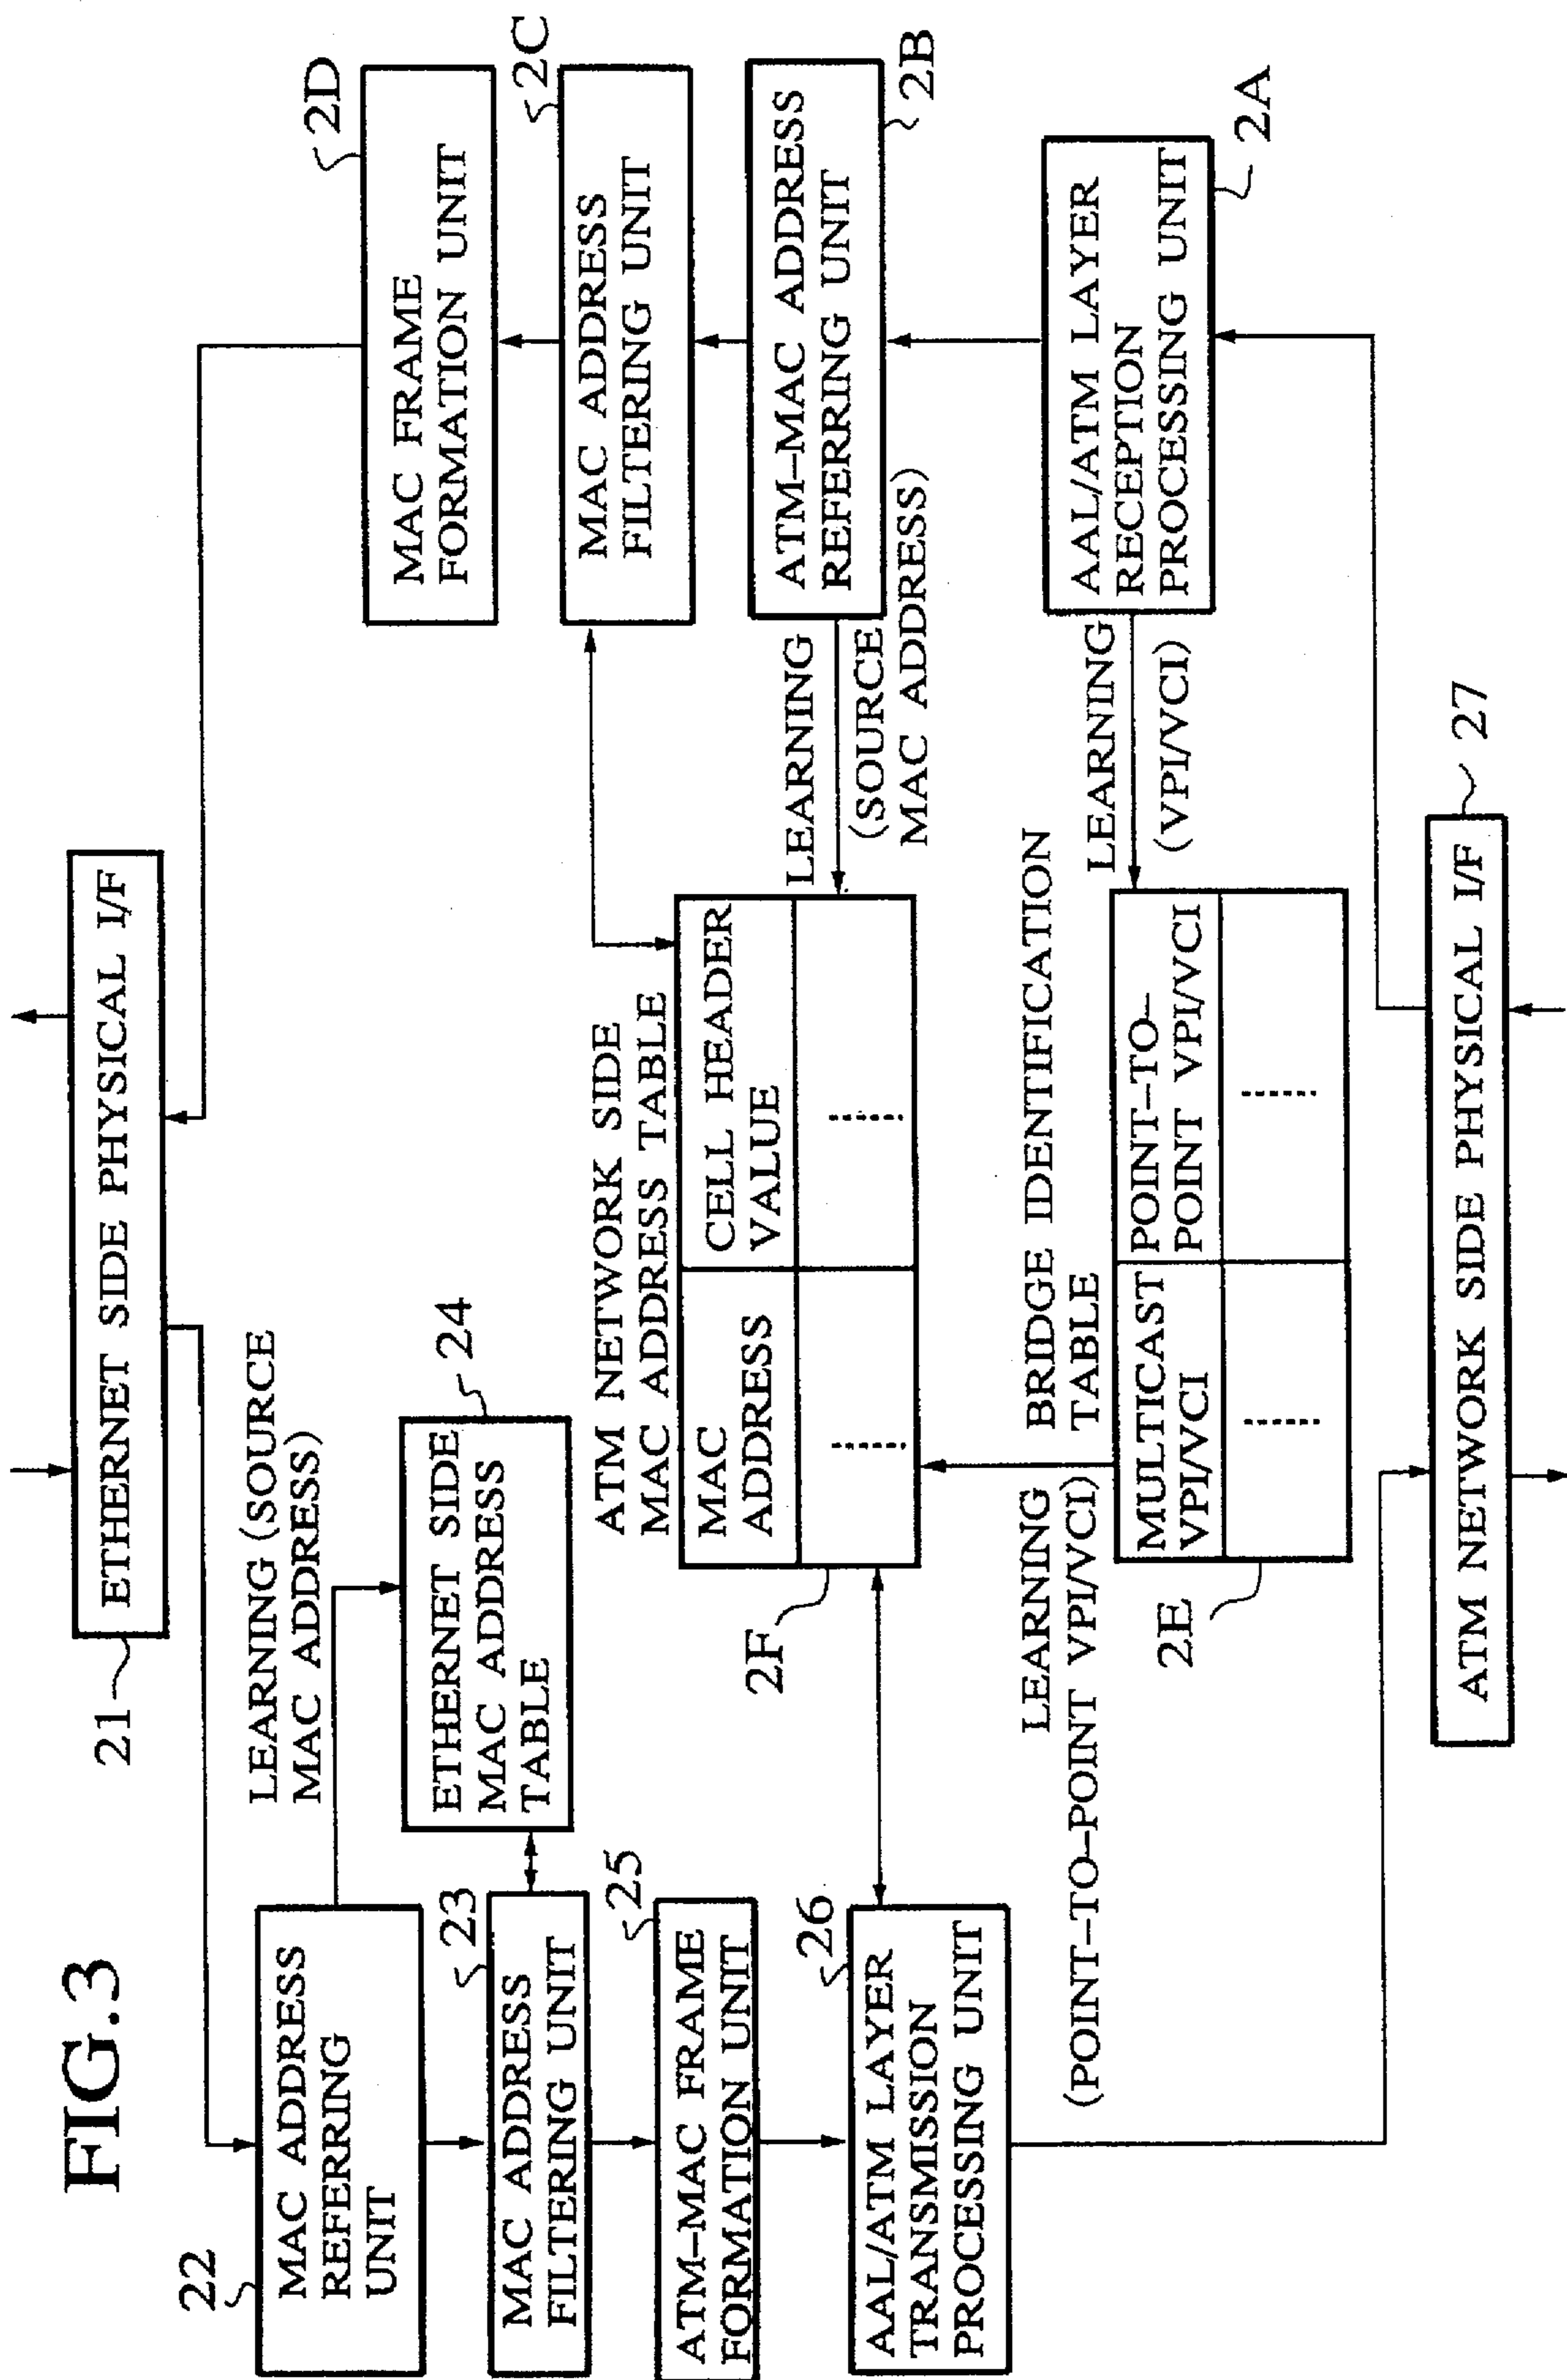 FIG.3
21
ETHERNET SIDE PHYSICAL I/F
22
MAC ADDRESS
REFERRING
UNIT
LEARNING (SOURCE
MAC ADDRESS)
24
ETHERNET SIDE
MAC ADDRESS
TABLE
23
MAC ADDRESS
FILTERING UNIT
25
ATM-MAC FRAME
FORMATION UNIT
26
AAL/ATM LAYER
TRANSMISSION
PROCESSING UNIT
ATM NETWORK SIDE
MAC ADDRESS TABLE
MAC
ADDRESS
CELL HEADER
VALUE
2F
LEARNING
(POINT-TO-POINT VPI/VCI)
BRIDGE IDENTIFICATION
TABLE
MULTICAST
VPI/VCI
POINT-TO-
POINT VPI/VCI
2E
2D
MAC FRAME
FORMATION UNIT
2C
MAC ADDRESS
FILTERING UNIT
2B
ATM-MAC ADDRESS
REFERRING UNIT
LEARNING
(SOURCE
MAC ADDRESS)
2A
AAL/ATM LAYER
RECEPTION
PROCESSING UNIT
LEARNING
(VPI/VCI)
27
ATM NETWORK SIDE PHYSICAL I/F